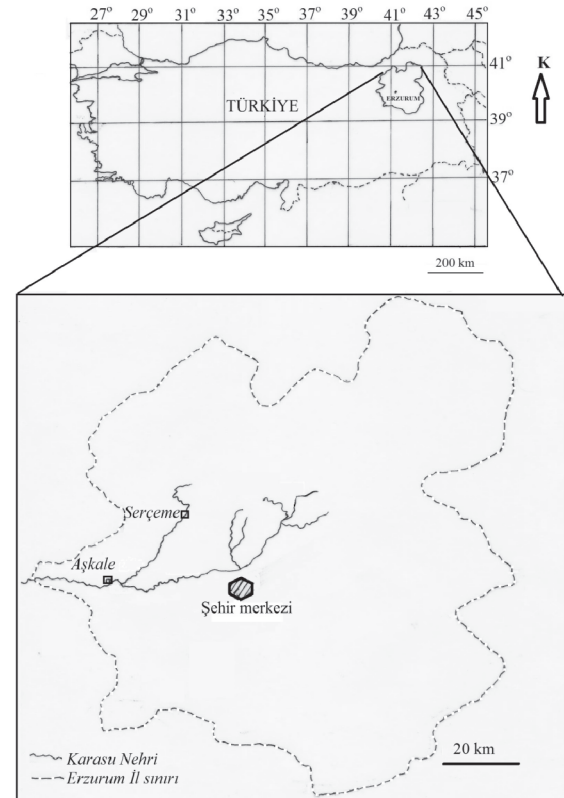 27° 29° 31° 33° 35° 37° 39° 41° 43° 45°
41°
K
ERZURUM
TÜRKİYE
39°
37°
200 km
Serçeme
Aşkale
Şehir merkezi
Karasu Nehri
Erzurum İl sınırı
20 km